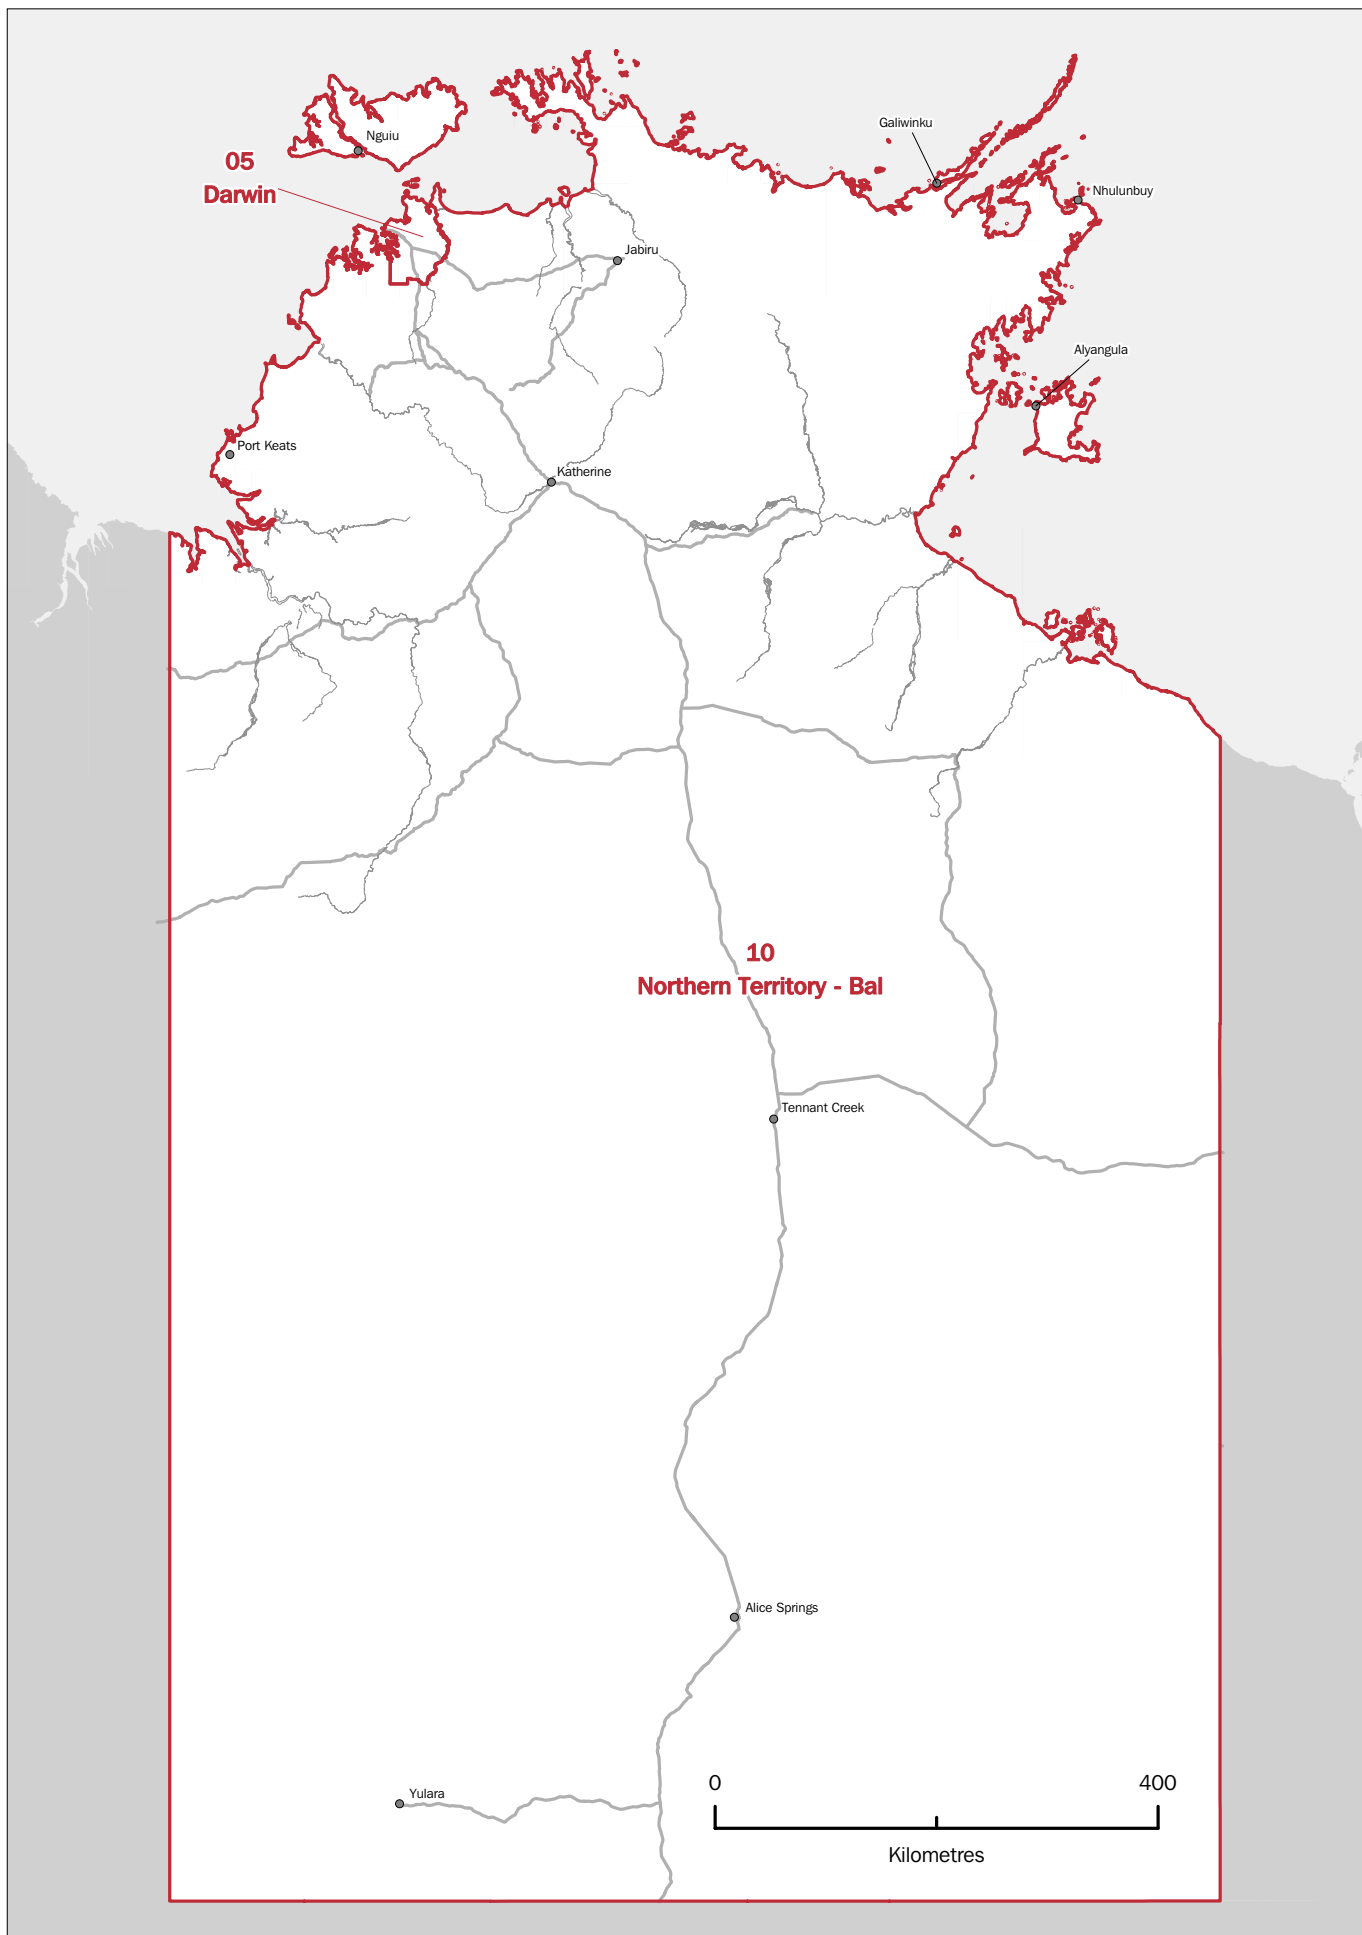 Galiwinku
Nguiu
05
Darwin
Nhulunbuy
Jabiru
Alyangula
Port Keats
Katherine
10
Northern Territory - Bal
Tennant Creek
Alice Springs
Yulara
0 400
Kilometres